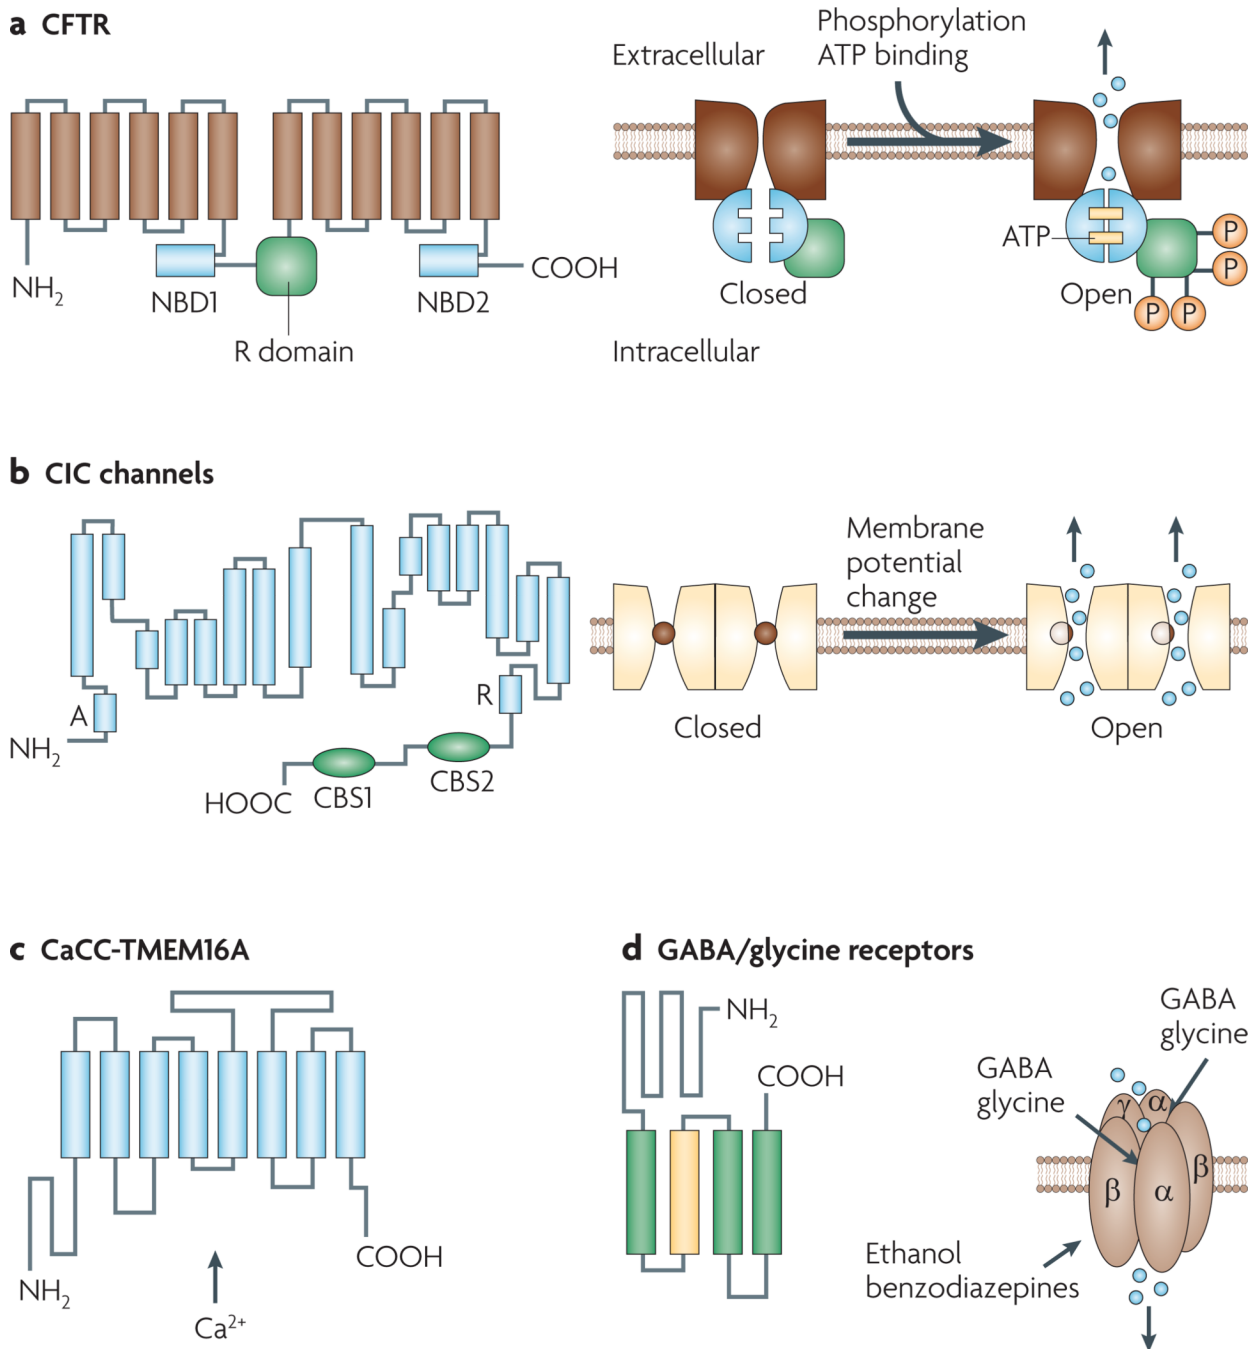 a CFTR
Extracellular
Phosphorylation
ATP binding
NH2
NBD1
R domain
NBD2
COOH
Closed
ATP
Open
P
P
P
P
Intracellular
b CIC channels
A
NH2
R
CBS2
CBS1
HOOC
Membrane
potential
change
Closed
Open
c CaCC-TMEM16A
NH2
COOH
Ca2+
d GABA/glycine receptors
NH2
COOH
GABA
glycine
GABA
glycine
γ
α
β
α
β
Ethanol
benzodiazepines